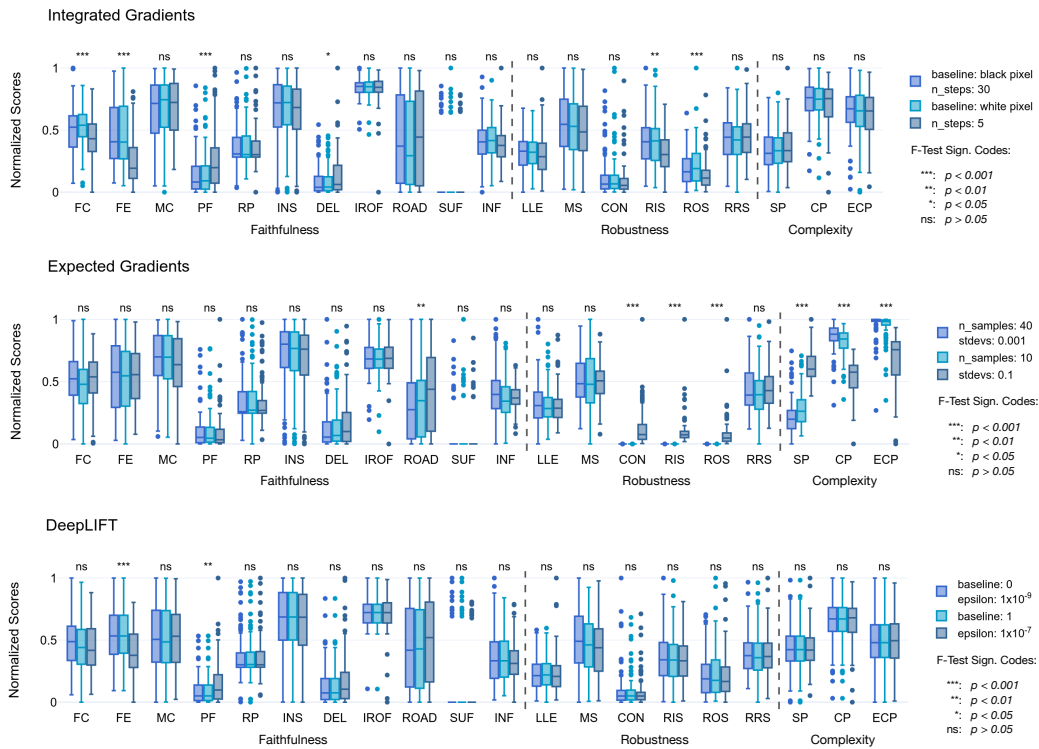 Integrated Gradients
*** *** ns *** ns ns * ns ns ns ns ns ns ns ** *** ns ns ns ns
Normalized Scores
1
0.5
0
FC FE MC PF RP INS DEL IROF ROAD SUF INF LLE MS CON RIS ROS RRS SP CP ECP
Faithfulness Robustness Complexity
baseline: black pixel
n_steps: 30
baseline: white pixel
n_steps: 5
F-Test Sign. Codes:
***: p < 0.001
**: p < 0.01
*: p < 0.05
ns: p > 0.05
Expected Gradients
ns ns ns ns ns ns ns ns ** ns ns ns ns *** *** *** ns *** *** ***
Normalized Scores
1
0.5
0
FC FE MC PF RP INS DEL IROF ROAD SUF INF LLE MS CON RIS ROS RRS SP CP ECP
Faithfulness Robustness Complexity
n_samples: 40
stdevs: 0.001
n_samples: 10
stdevs: 0.1
F-Test Sign. Codes:
***: p < 0.001
**: p < 0.01
*: p < 0.05
ns: p > 0.05
DeepLIFT
ns *** ns ** ns ns ns ns ns ns ns ns ns ns ns ns ns ns ns ns
Normalized Scores
1
0.5
0
FC FE MC PF RP INS DEL IROF ROAD SUF INF LLE MS CON RIS ROS RRS SP CP ECP
Faithfulness Robustness Complexity
baseline: 0
epsilon: 1x10⁻⁹
baseline: 1
epsilon: 1x10⁻⁷
F-Test Sign. Codes:
***: p < 0.001
**: p < 0.01
*: p < 0.05
ns: p > 0.05